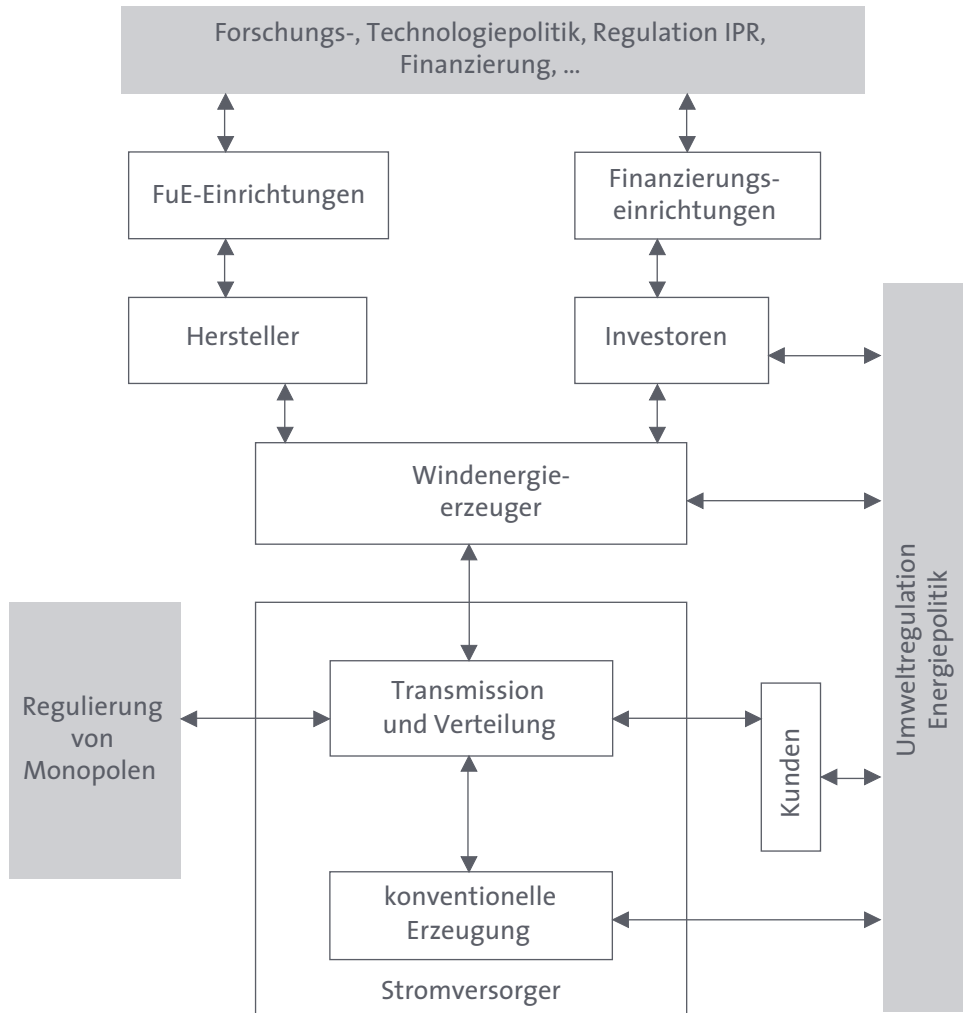 Forschungs-, Technologiepolitik, Regulation IPR,
Finanzierung, ...
FuE-Einrichtungen
Finanzierungs-
einrichtungen
Hersteller
Investoren
Windenergie-
erzeuger
Umweltregulation
Energiepolitik
Regulierung
von
Monopolen
Transmission
und Verteilung
Kunden
konventionelle
Erzeugung
Stromversorger